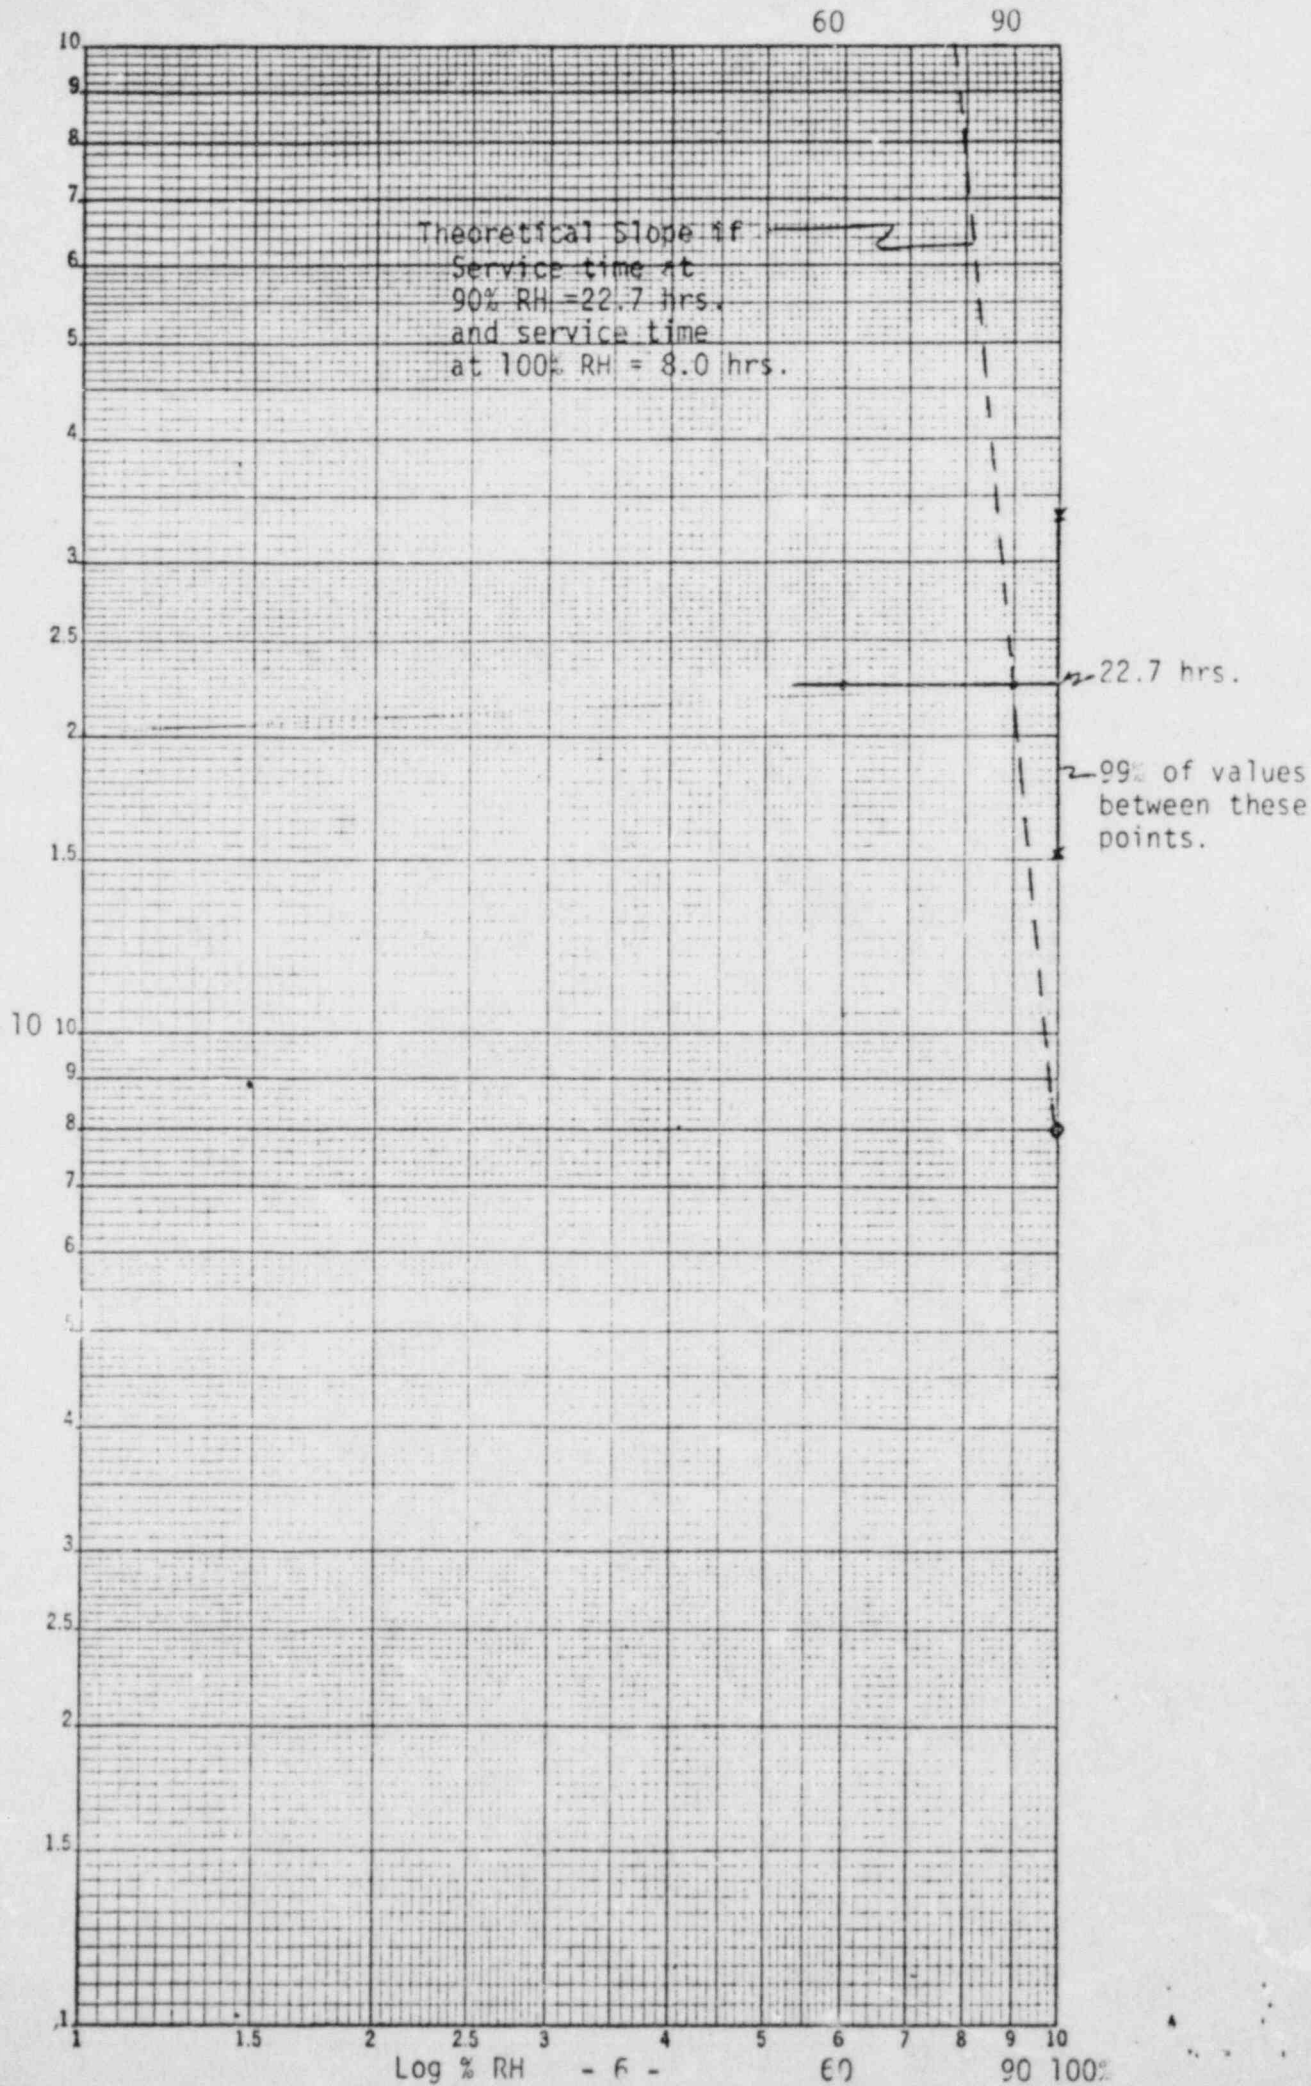 60 90
10
9
8
7
Theoretical Slope if
6
Service time at
90% RH =22.7 hrs.
5
and service time
at 100% RH = 8.0 hrs.
4
3
2.5
22.7 hrs.
2
99% of values
between these
points.
1.5
10 10
9
8
7
6
5
4
3
2.5
2
1.5
.1
1 1.5 2 2.5 3 4 5 6 7 8 9 10
Log % RH - 6 - 60 90 100%